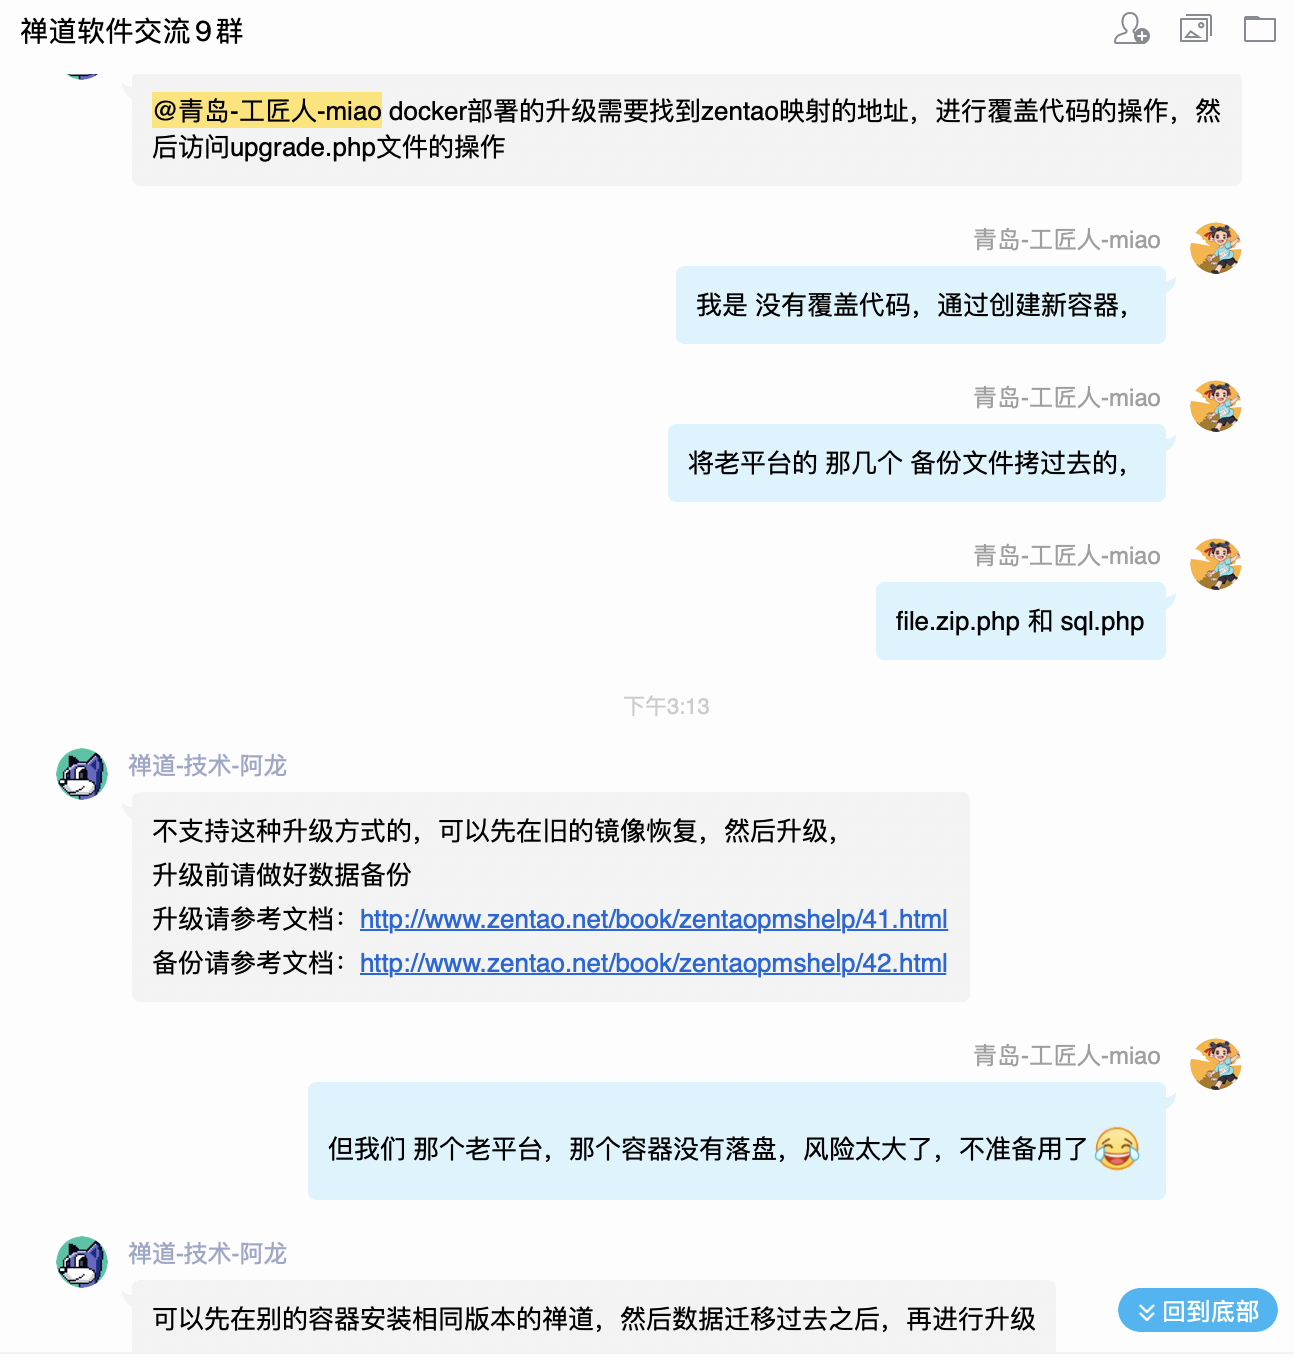 禅道软件交流9群
@青岛-工匠人-miao docker部署的升级需要找到zentao映射的地址，进行覆盖代码的操作，然
后访问upgrade.php文件的操作
青岛-工匠人-miao
我是 没有覆盖代码，通过创建新容器，
青岛-工匠人-miao
将老平台的 那几个 备份文件拷过去的，
青岛-工匠人-miao
file.zip.php 和 sql.php
下午3:13
禅道-技术-阿龙
不支持这种升级方式的，可以先在旧的镜像恢复，然后升级，
升级前请做好数据备份
升级请参考文档：http://www.zentao.net/book/zentaopmshelp/41.html
备份请参考文档：http://www.zentao.net/book/zentaopmshelp/42.html
青岛-工匠人-miao
但我们 那个老平台，那个容器没有落盘，风险太大了，不准备用了
禅道-技术-阿龙
可以先在别的容器安装相同版本的禅道，然后数据迁移过去之后，再进行升级
回到底部